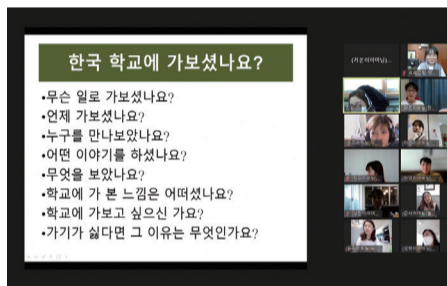 한국 학교에 가보셨나요?
•무슨 일로 가보셨나요?
•언제 가보셨나요?
•누구를 만나보았나요?
•어떤 이야기를 하셨나요?
•무엇을 보았나요?
•학교에 가 본 느낌은 어떠셨나요?
•학교에 가보고 싶으신 가요?
•가기가 싫다면 그 이유는 무엇인가요?